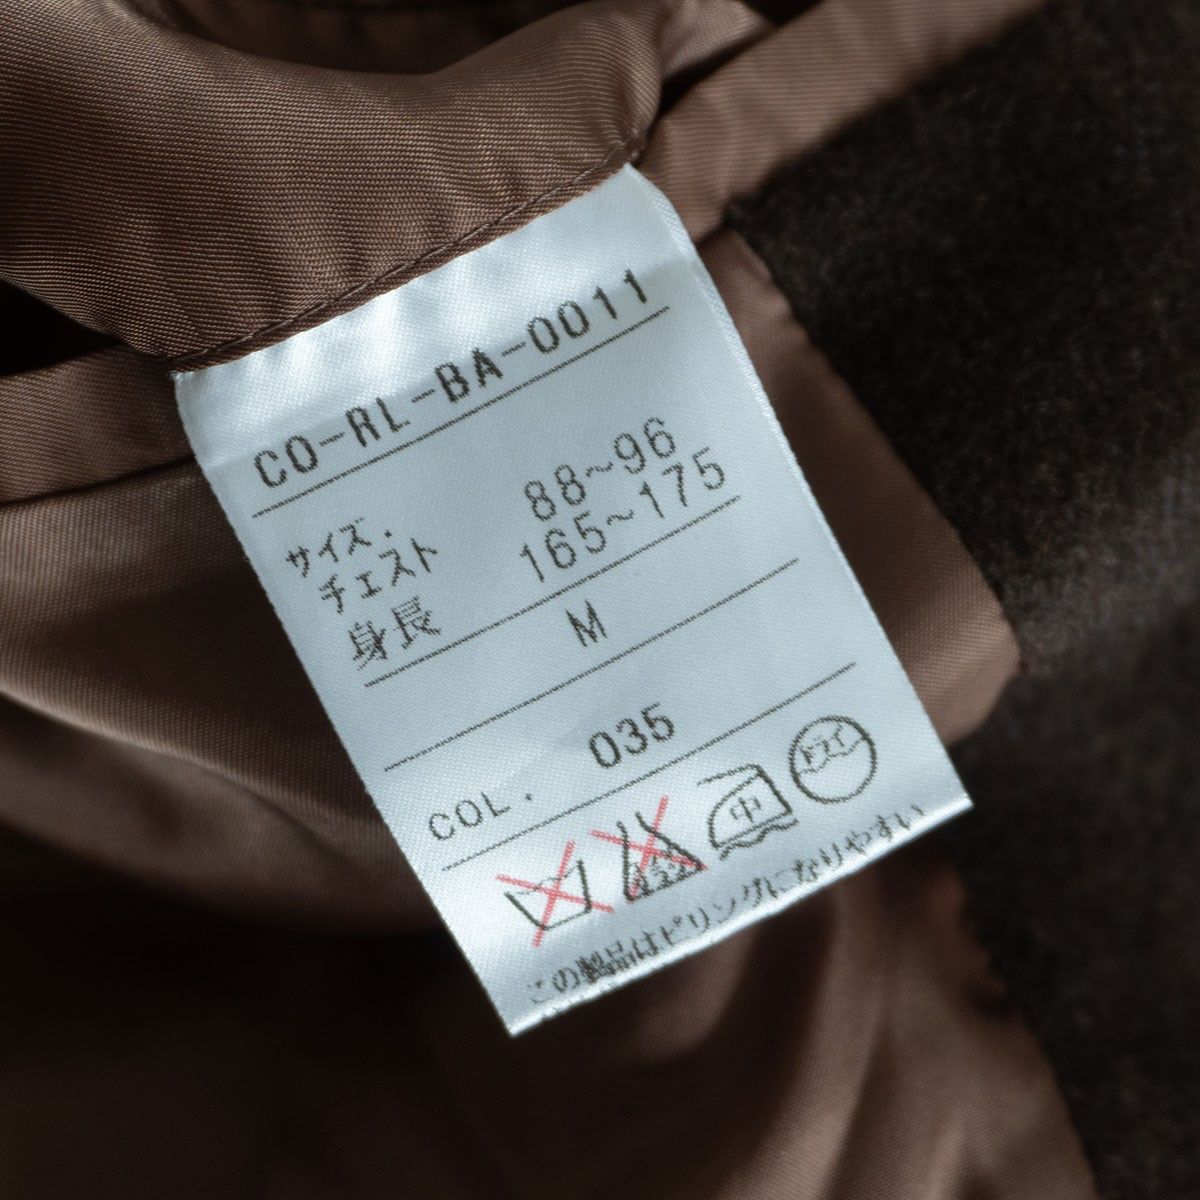 CO-RL-BA-0011
サイズ.
チェスト 88~96
身長 165~175
M
COL. 035
中 ドライ
この製品はピリングになりやすい